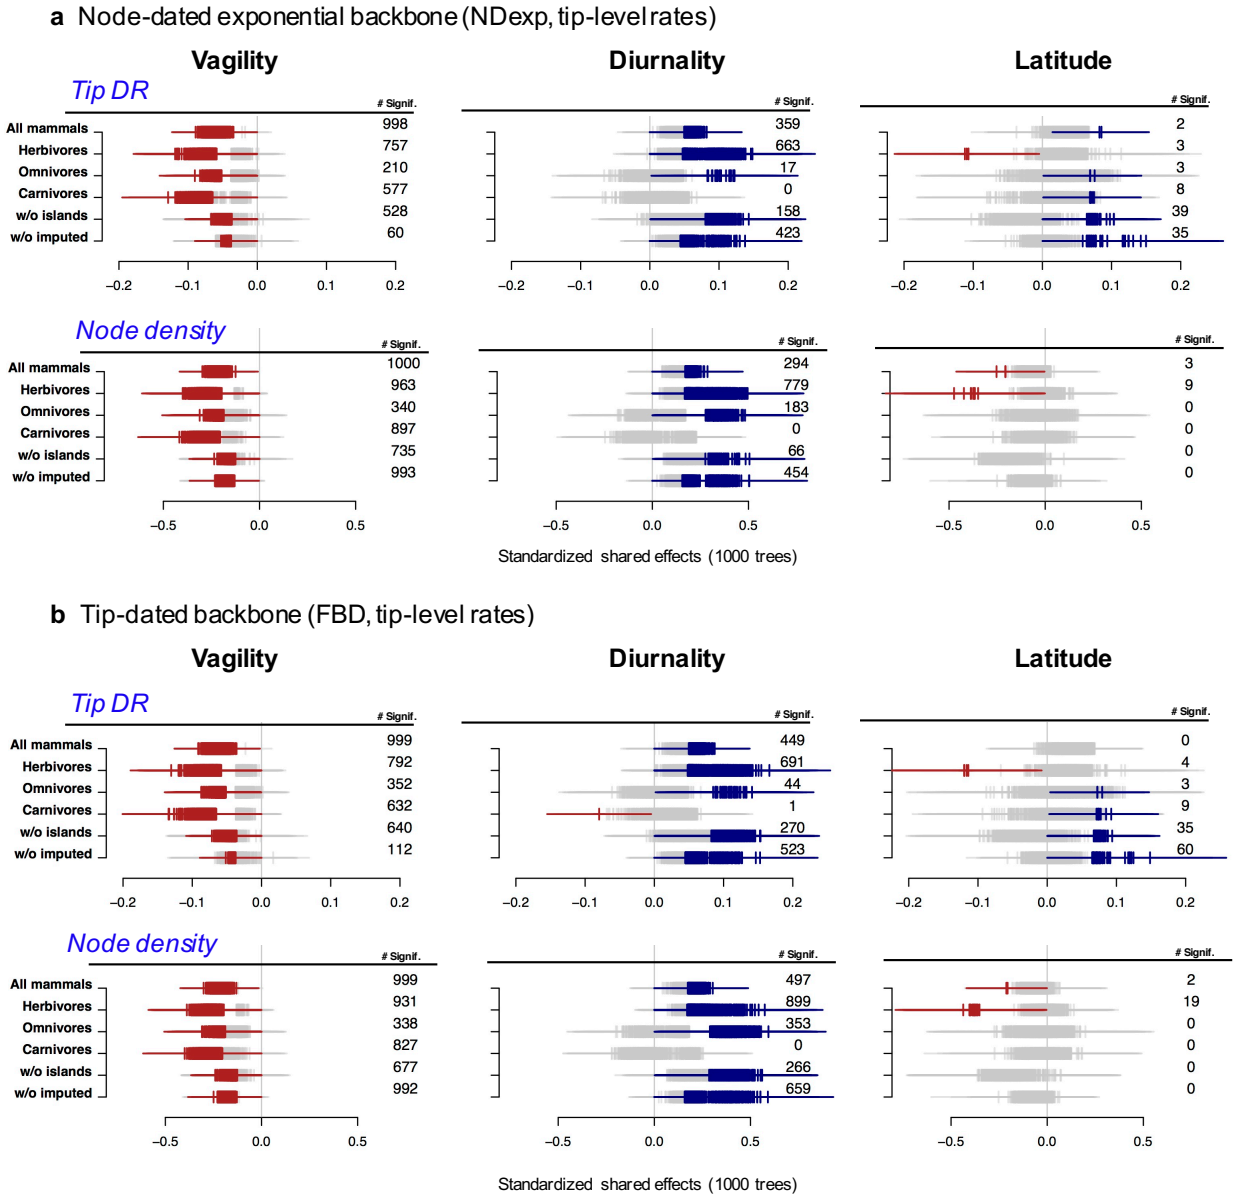 a Node-dated exponential backbone (NDexp, tip-level rates)
Vagility Diurnality Latitude
Tip DR
# Signif. # Signif. # Signif.
All mammals 998 359 2
Herbivores 757 663 3
Omnivores 210 17 3
Carnivores 577 0 8
w/o islands 528 158 39
w/o imputed 60 423 35
−0.2 −0.1 0.0 0.1 0.2 −0.2 −0.1 0.0 0.1 0.2 −0.2 −0.1 0.0 0.1 0.2
Node density
# Signif. # Signif. # Signif.
All mammals 1000 294 3
Herbivores 963 779 9
Omnivores 340 183 0
Carnivores 897 0 0
w/o islands 735 66 0
w/o imputed 993 454 0
−0.5 0.0 0.5 −0.5 0.0 0.5 −0.5 0.0 0.5
Standardized shared effects (1000 trees)
b Tip-dated backbone (FBD, tip-level rates)
Vagility Diurnality Latitude
Tip DR
# Signif. # Signif. # Signif.
All mammals 999 449 0
Herbivores 792 691 4
Omnivores 352 44 3
Carnivores 632 1 9
w/o islands 640 270 35
w/o imputed 112 523 60
−0.2 −0.1 0.0 0.1 0.2 −0.2 −0.1 0.0 0.1 0.2 −0.2 −0.1 0.0 0.1 0.2
Node density
# Signif. # Signif. # Signif.
All mammals 999 497 2
Herbivores 931 899 19
Omnivores 338 353 0
Carnivores 827 0 0
w/o islands 677 266 0
w/o imputed 992 659 0
−0.5 0.0 0.5 −0.5 0.0 0.5 −0.5 0.0 0.5
Standardized shared effects (1000 trees)